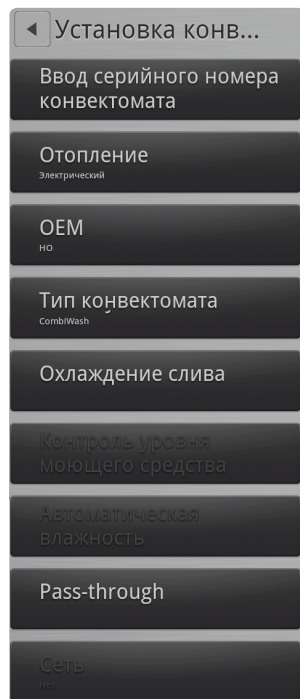 Установка конв...
Ввод серийного номера
конвектомата
Отопление
Электрический
OEM
HO
Тип конвектомата
CombiWash
Охлаждение слива
Контроль уровня
моющего средства
Автоматическая
влажность
Pass-through
Сеть
Нет